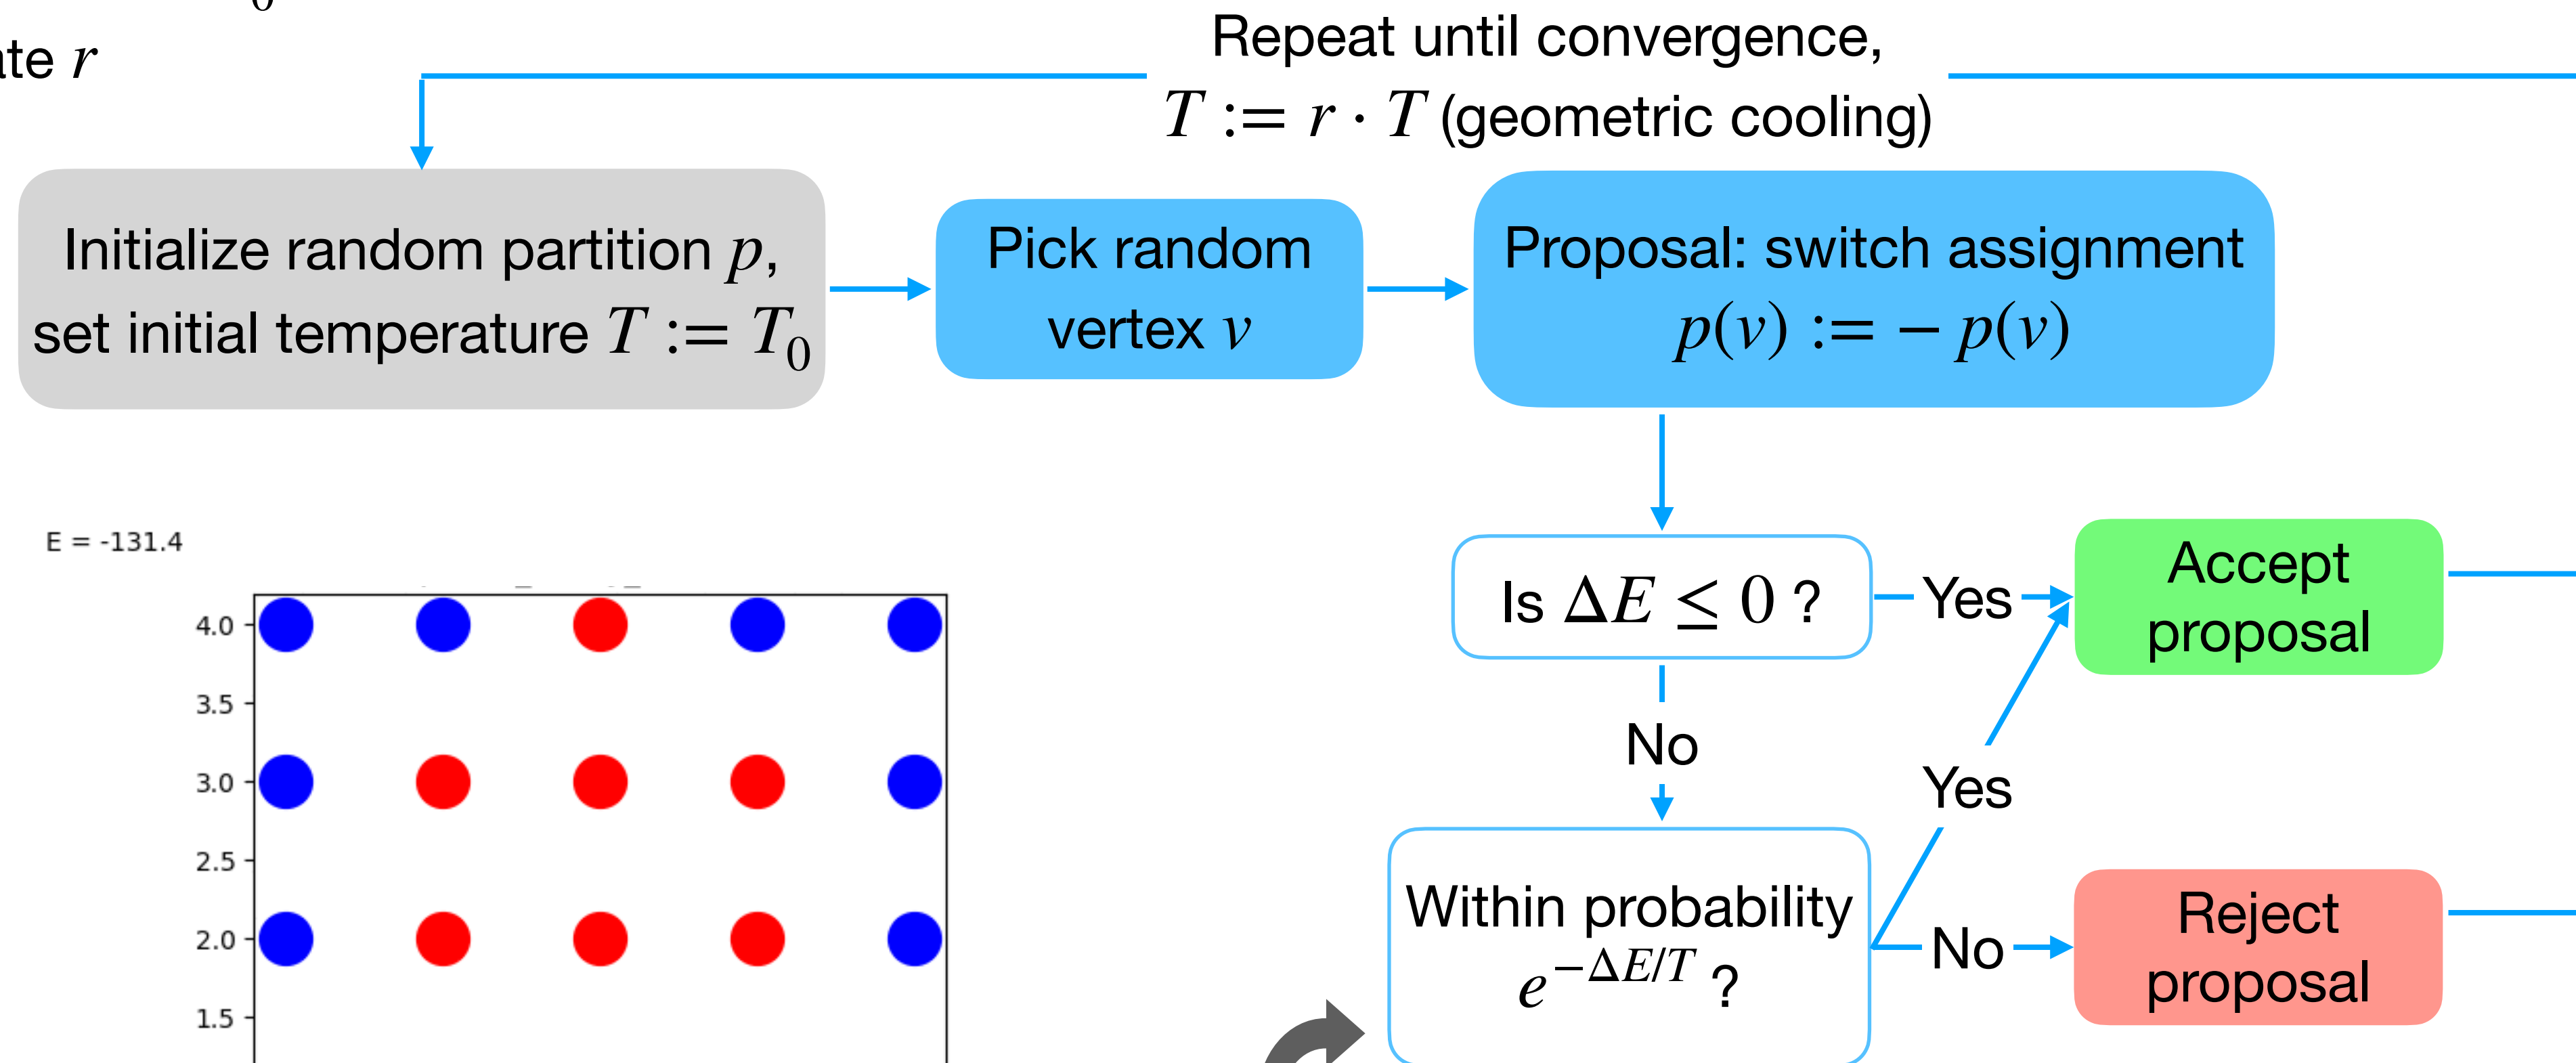 0
ate r
Repeat until convergence,
T := r · T (geometric cooling)
Initialize random partition p,
set initial temperature T := T₀
Pick random
vertex v
Proposal: switch assignment
p(v) := − p(v)
E = -131.4
Is ΔE ≤ 0 ?
Yes
Accept
proposal
No
Yes
Within probability
e^{−ΔE/T} ?
No
Reject
proposal
4.0
3.5
3.0
2.5
2.0
1.5